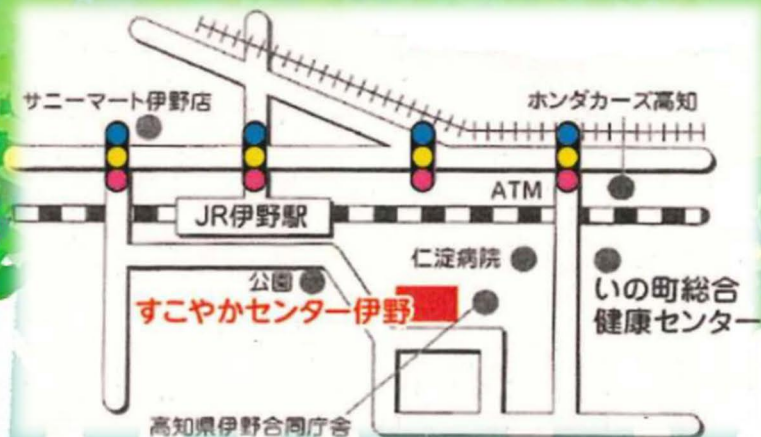 サニーマート伊野店
ホンダカーズ高知
ATM
JR伊野駅
仁淀病院
公園
いの町総合
健康センター
すこやかセンター伊野
高知県伊野合同庁舎